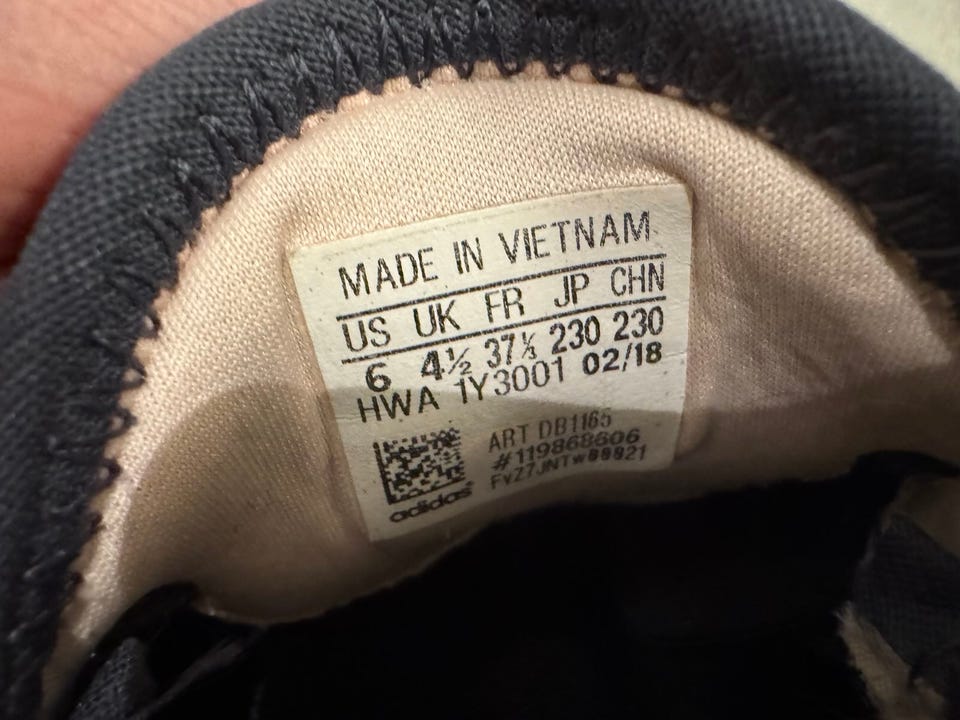 MADE IN VIETNAM
US UK FR JP CHN
6 4½ 37⅓ 230 230
HWA 1Y3001 02/18
ART DB1165
#119868606
adidas